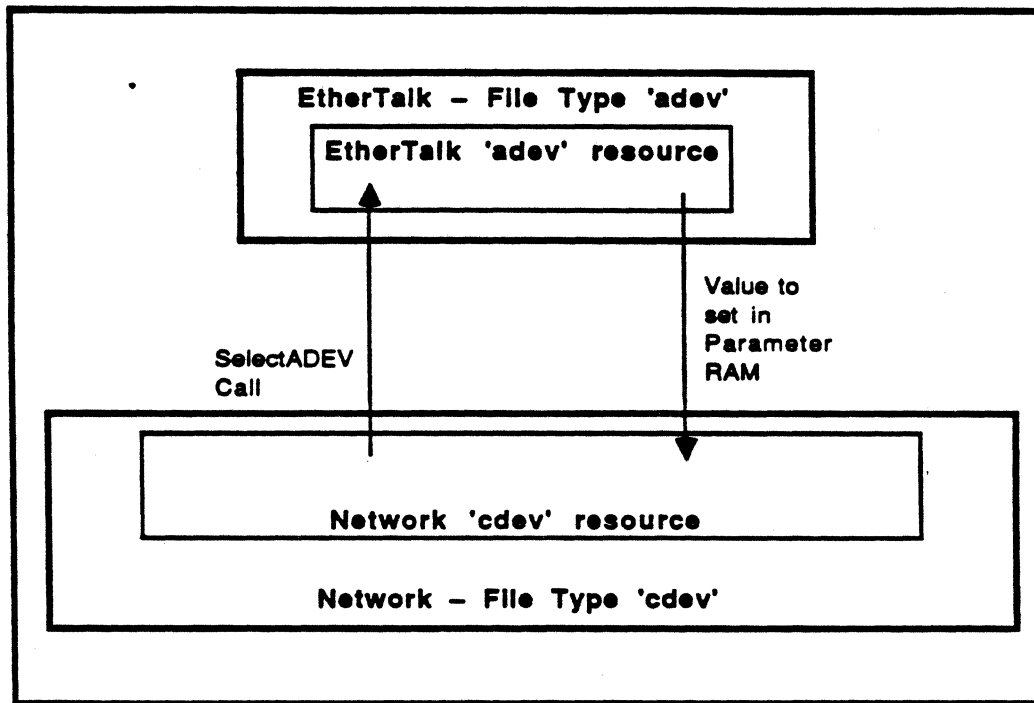 EtherTalk – File Type 'adev'
EtherTalk 'adev' resource
Value to
set in
Parameter
RAM
SelectADEV
Call
Network 'cdev' resource
Network – File Type 'cdev'